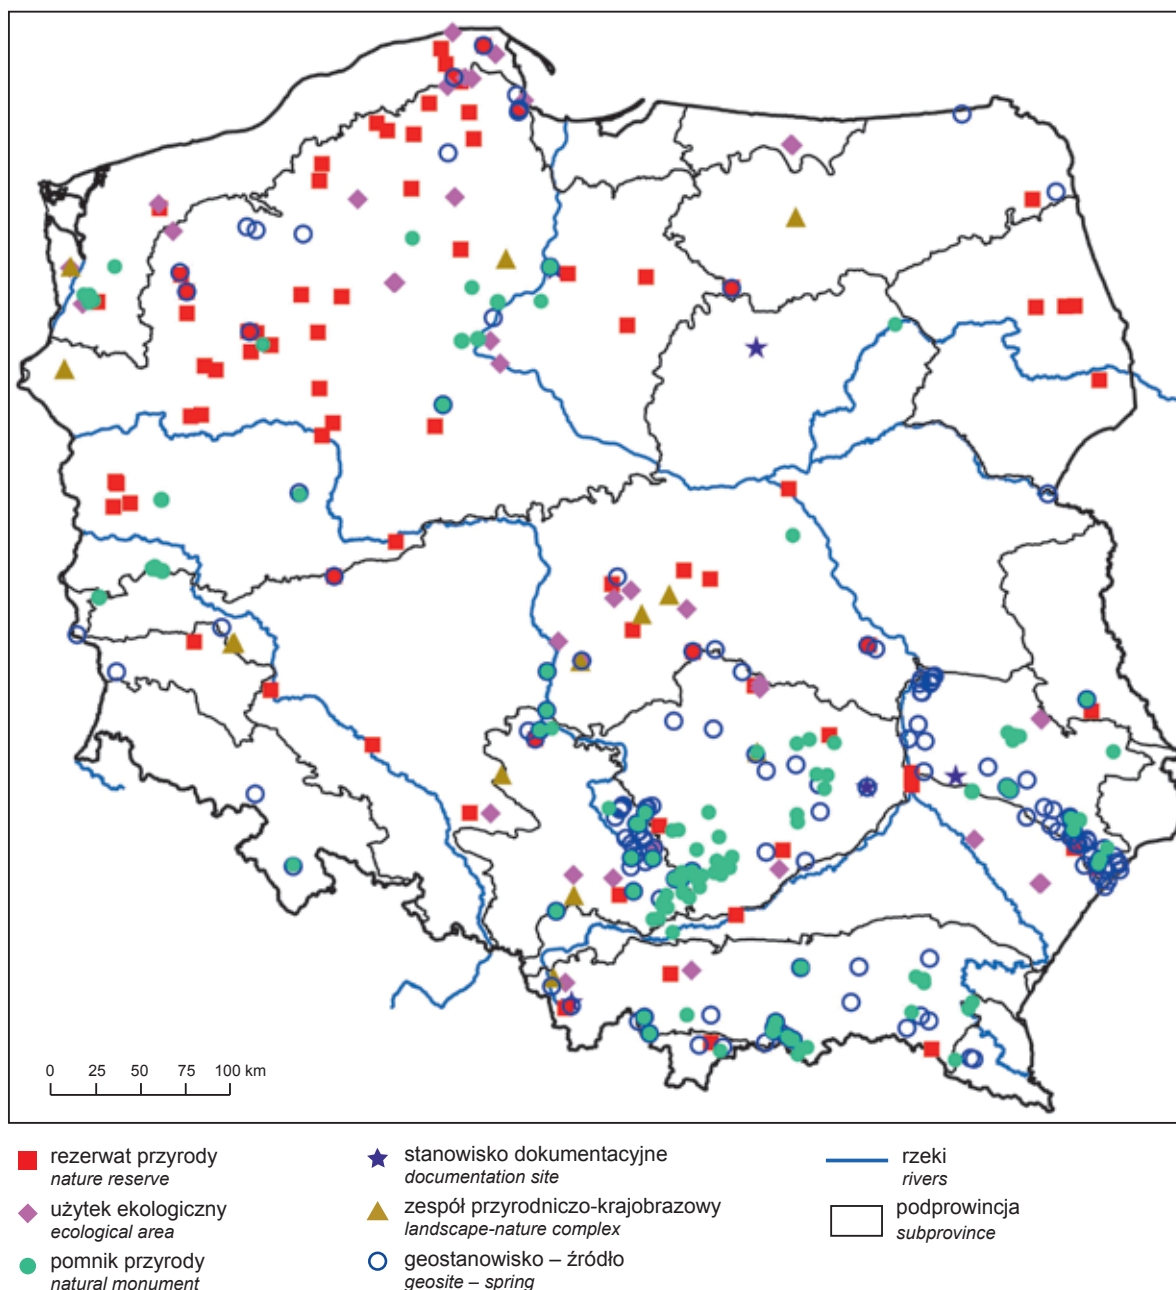 0 25 50 75 100 km
rezerwat przyrody
nature reserve
użytek ekologiczny
ecological area
pomnik przyrody
natural monument
stanowisko dokumentacyjne
documentation site
zespół przyrodniczo-krajobrazowy
landscape-nature complex
geostanowisko – źródło
geosite – spring
rzeki
rivers
podprowincja
subprovince